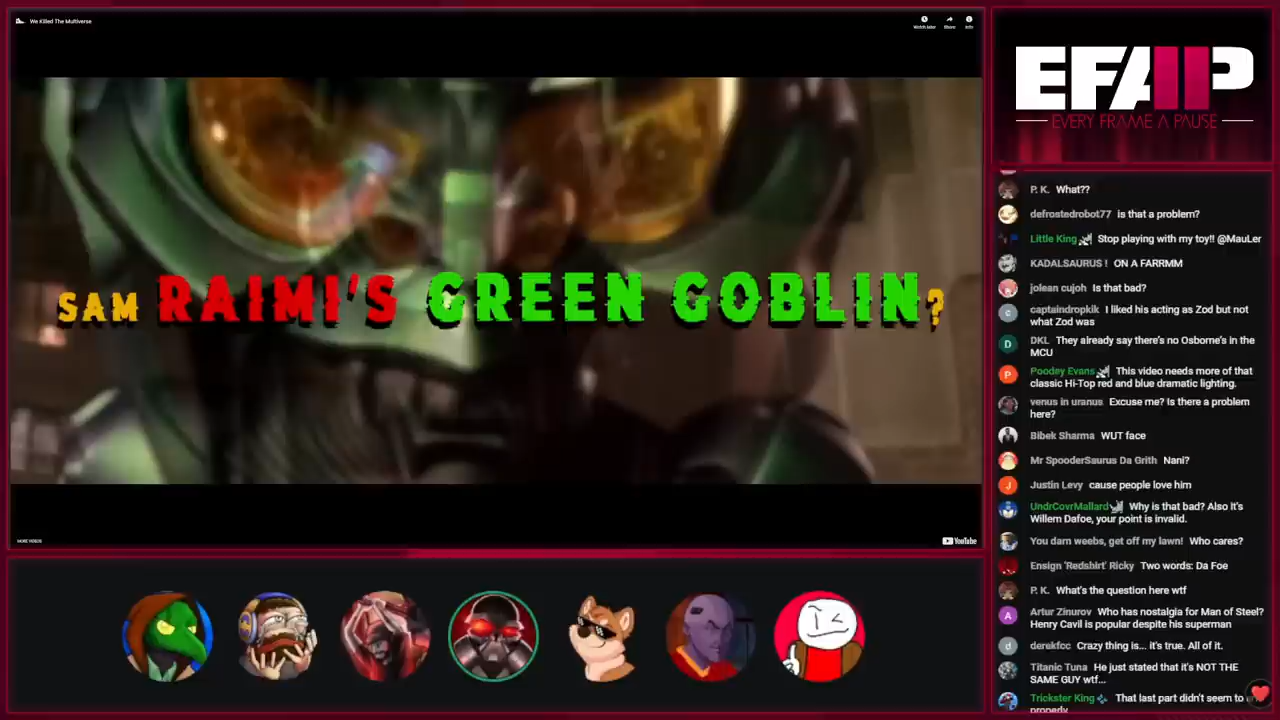 We Killed The Multiverse
Watch later
Share
Info
SAM RAIMI'S GREEN GOBLIN?
MORE VIDEOS
YouTube
EFAP
EVERY FRAME A PAUSE
P. K. What??
defrostedrobot77 is that a problem?
Little King Stop playing with my toy!! @MauLer
KADALSAURUS ! ON A FARRMM
jolean cujoh Is that bad?
captaindropkik I liked his acting as Zod but not
what Zod was
DKL They already say there's no Osborne's in the
MCU
Poodey Evans This video needs more of that
classic Hi-Top red and blue dramatic lighting.
venus in uranus Excuse me? Is there a problem
here?
Bibek Sharma WUT face
Mr SpooderSaurus Da Grith Nani?
Justin Levy cause people love him
UndrCovrMallard Why is that bad? Also It's
Willem Dafoe, your point is invalid.
You darn weebs, get off my lawn! Who cares?
Ensign 'Redshirt' Ricky Two words: Da Foe
P. K. What's the question here wtf
Artur Zinurov Who has nostalgia for Man of Steel?
Henry Cavil is popular despite his superman
derekfcc Crazy thing is... it's true. All of it.
Titanic Tuna He just stated that it's NOT THE
SAME GUY wtf...
Trickster King That last part didn't seem to
properly